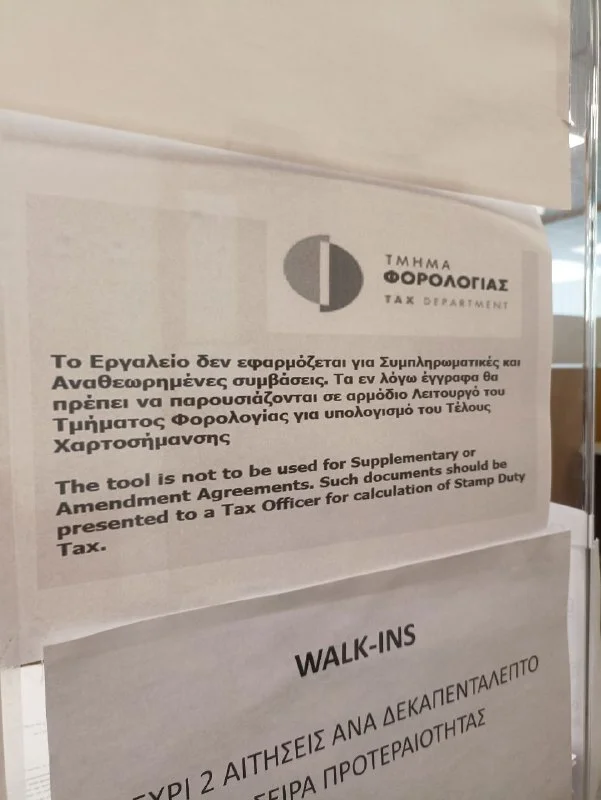 ΤΜΗΜΑ
ΦΟΡΟΛΟΓΙΑΣ
TAX DEPARTMENT
Το Εργαλείο δεν εφαρμόζεται για Συμπληρωματικές και
Αναθεωρημένες συμβάσεις. Τα εν λόγω έγγραφα θα
πρέπει να παρουσιάζονται σε αρμόδιο Λειτουργό του
Τμήματος Φορολογίας για υπολογισμό του Τέλους
Χαρτοσήμανσης
The tool is not to be used for Supplementary or
Amendment Agreements. Such documents should be
presented to a Tax Officer for calculation of Stamp Duty
Tax.
WALK-INS
2 ΑΙΤΗΣΕΙΣ ΑΝΑ ΔΕΚΑΠΕΝΤΑΛΕΠΤΟ
ΠΡΟΤΕΡΑΙΟΤΗΤΑΣ